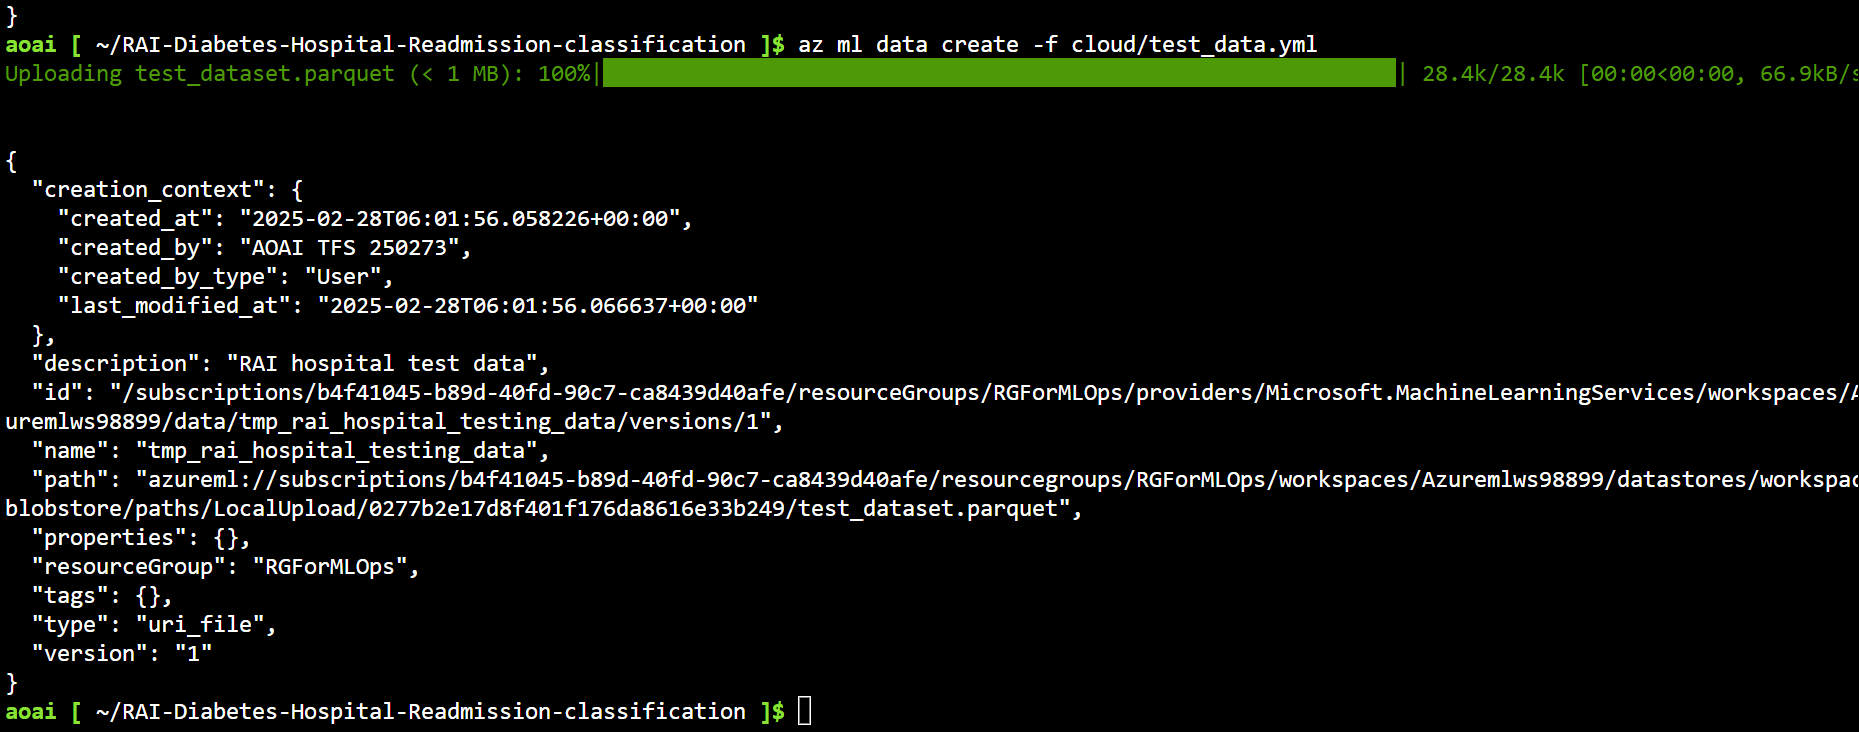 }
aoai [ ~/RAI-Diabetes-Hospital-Readmission-classification ]$ az ml data create -f cloud/test_data.yml
Uploading test_dataset.parquet (< 1 MB): 100%|██████████| 28.4k/28.4k [00:00<00:00, 66.9kB/s
{
  "creation_context": {
    "created_at": "2025-02-28T06:01:56.058226+00:00",
    "created_by": "AOAI TFS 250273",
    "created_by_type": "User",
    "last_modified_at": "2025-02-28T06:01:56.066637+00:00"
  },
  "description": "RAI hospital test data",
  "id": "/subscriptions/b4f41045-b89d-40fd-90c7-ca8439d40afe/resourceGroups/RGForMLOps/providers/Microsoft.MachineLearningServices/workspaces/A
uremlws98899/data/tmp_rai_hospital_testing_data/versions/1",
  "name": "tmp_rai_hospital_testing_data",
  "path": "azureml://subscriptions/b4f41045-b89d-40fd-90c7-ca8439d40afe/resourcegroups/RGForMLOps/workspaces/Azuremlws98899/datastores/workspac
blobstore/paths/LocalUpload/0277b2e17d8f401f176da8616e33b249/test_dataset.parquet",
  "properties": {},
  "resourceGroup": "RGForMLOps",
  "tags": {},
  "type": "uri_file",
  "version": "1"
}
aoai [ ~/RAI-Diabetes-Hospital-Readmission-classification ]$